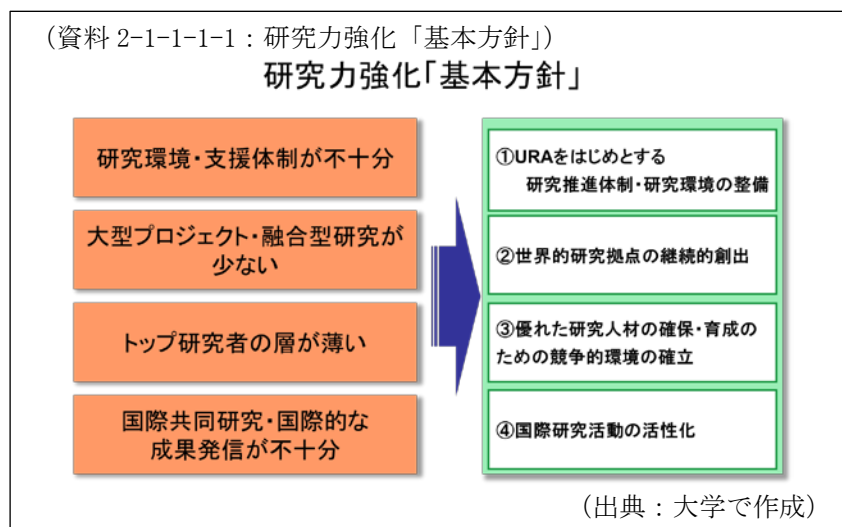 （資料 2-1-1-1-1：研究力強化「基本方針」）
研究力強化「基本方針」
研究環境・支援体制が不十分
大型プロジェクト・融合型研究が
少ない
トップ研究者の層が薄い
国際共同研究・国際的な
成果発信が不十分
①URAをはじめとする
研究推進体制・研究環境の整備
②世界的研究拠点の継続的創出
③優れた研究人材の確保・育成の
ための競争的環境の確立
④国際研究活動の活性化
（出典：大学で作成）